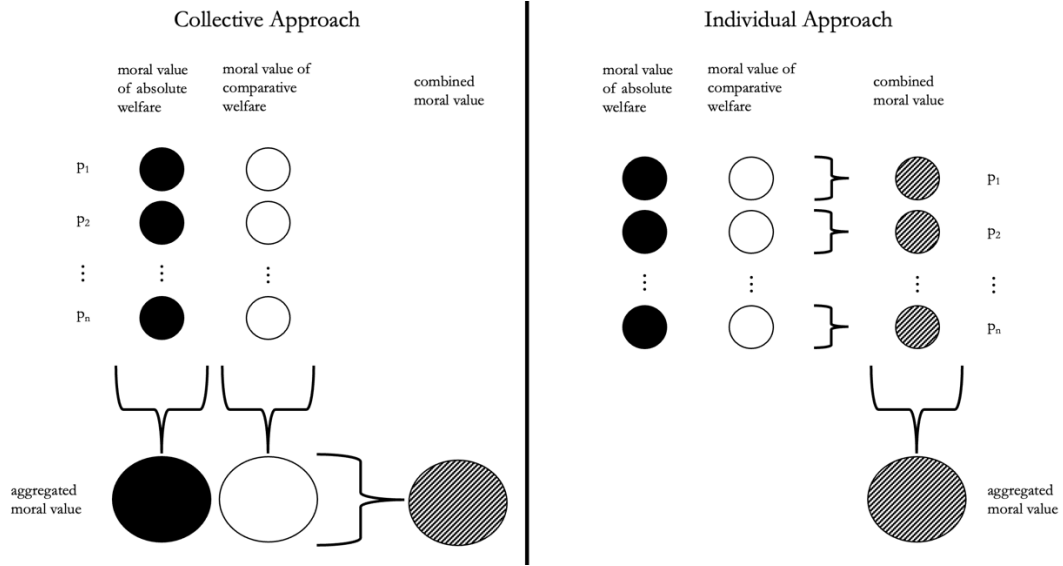 Collective Approach
moral value
of absolute
welfare
moral value of
comparative
welfare
combined
moral value
p1
p2
⋮ ⋮ ⋮
pn
aggregated
moral value
Individual Approach
moral value
of absolute
welfare
moral value of
comparative
welfare
combined
moral value
p1
p2
⋮ ⋮ ⋮ ⋮
pn
aggregated
moral value